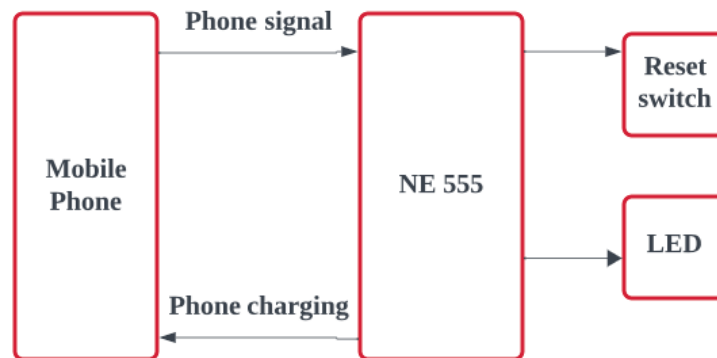 Phone signal
Reset
switch
Mobile
Phone
NE 555
LED
Phone charging